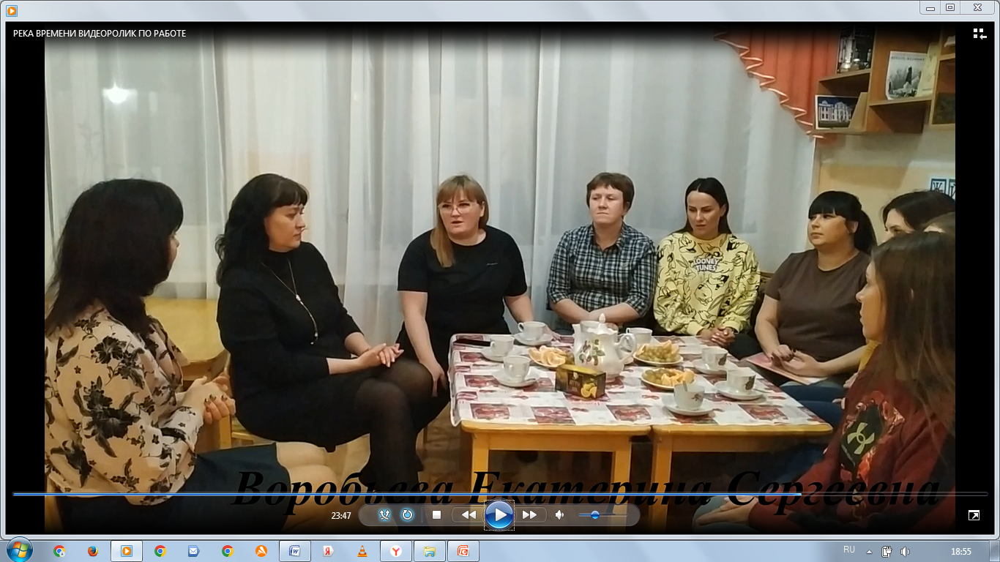 РЕКА ВРЕМЕНИ ВИДЕОРОЛИК ПО РАБОТЕ
LOONEY
TUNES
Воробьева Екатерина Сергеевна
23:47
RU
18:55